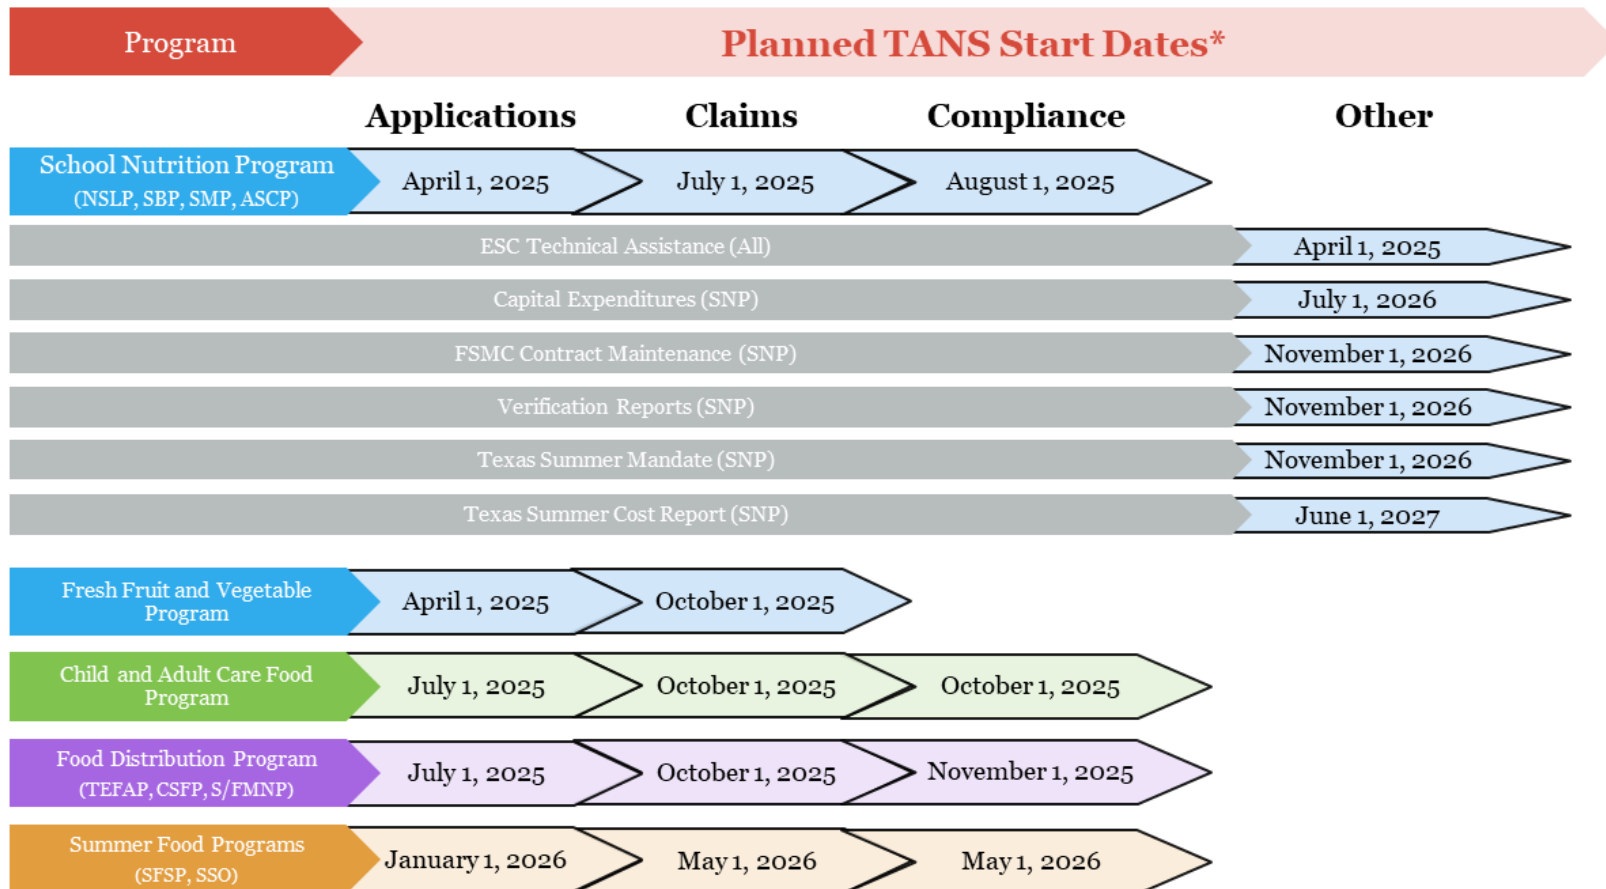 Program
Planned TANS Start Dates*
Applications Claims Compliance Other
School Nutrition Program
(NSLP, SBP, SMP, ASCP)
April 1, 2025 July 1, 2025 August 1, 2025
ESC Technical Assistance (All) April 1, 2025
Capital Expenditures (SNP) July 1, 2026
FSMC Contract Maintenance (SNP) November 1, 2026
Verification Reports (SNP) November 1, 2026
Texas Summer Mandate (SNP) November 1, 2026
Texas Summer Cost Report (SNP) June 1, 2027
Fresh Fruit and Vegetable
Program
April 1, 2025 October 1, 2025
Child and Adult Care Food
Program
July 1, 2025 October 1, 2025 October 1, 2025
Food Distribution Program
(TEFAP, CSFP, S/FMNP)
July 1, 2025 October 1, 2025 November 1, 2025
Summer Food Programs
(SFSP, SSO)
January 1, 2026 May 1, 2026 May 1, 2026